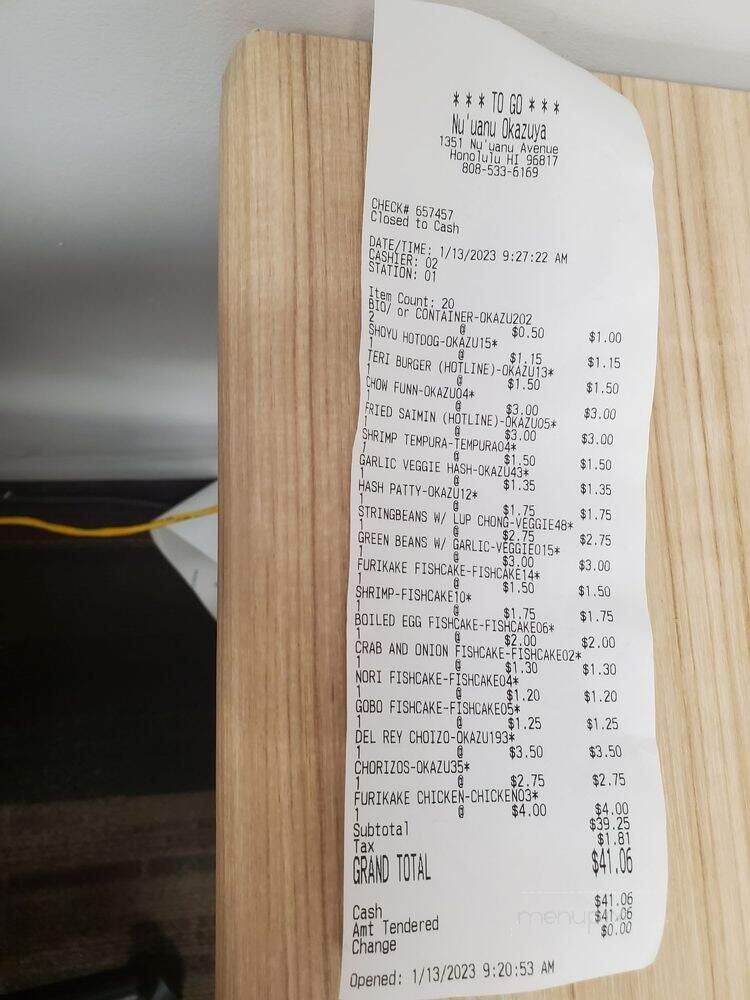 * * * TO GO * * *
Nu'uanu Okazuya
1351 Nu'uanu Avenue
Honolulu HI 96817
808-533-6169
CHECK# 657457
Closed to Cash
DATE/TIME: 1/13/2023 9:27:22 AM
CASHIER: 02
STATION: 01
Item Count: 20
BIO/ or CONTAINER-OKAZU202
2 @ $0.50 $1.00
SHOYU HOTDOG-OKAZU15*
1 @ $1.15 $1.15
TERI BURGER (HOTLINE)-OKAZU13*
1 @ $1.50 $1.50
CHOW FUNN-OKAZU04*
1 @ $3.00 $3.00
FRIED SAIMIN (HOTLINE)-OKAZU05*
1 @ $3.00 $3.00
SHRIMP TEMPURA-TEMPURA04*
1 @ $1.50 $1.50
GARLIC VEGGIE HASH-OKAZU43*
1 @ $1.35 $1.35
HASH PATTY-OKAZU12*
1 @ $1.75 $1.75
STRINGBEANS W/ LUP CHONG-VEGGIE48*
1 @ $2.75 $2.75
GREEN BEANS W/ GARLIC-VEGGIE015*
1 @ $3.00 $3.00
FURIKAKE FISHCAKE-FISHCAKE14*
1 @ $1.50 $1.50
SHRIMP-FISHCAKE10*
1 @ $1.75 $1.75
BOILED EGG FISHCAKE-FISHCAKE06*
1 @ $2.00 $2.00
CRAB AND ONION FISHCAKE-FISHCAKE02*
1 @ $1.30 $1.30
NORI FISHCAKE-FISHCAKE04*
1 @ $1.20 $1.20
GOBO FISHCAKE-FISHCAKE05*
1 @ $1.25 $1.25
DEL REY CHOIZO-OKAZU193*
1 @ $3.50 $3.50
CHORIZOS-OKAZU35*
1 @ $2.75 $2.75
FURIKAKE CHICKEN-CHICKEN03*
1 @ $4.00 $4.00
Subtotal $39.25
Tax $1.81
GRAND TOTAL $41.06
Cash $41.06
Amt Tendered $41.06
Change $0.00
Opened: 1/13/2023 9:20:53 AM